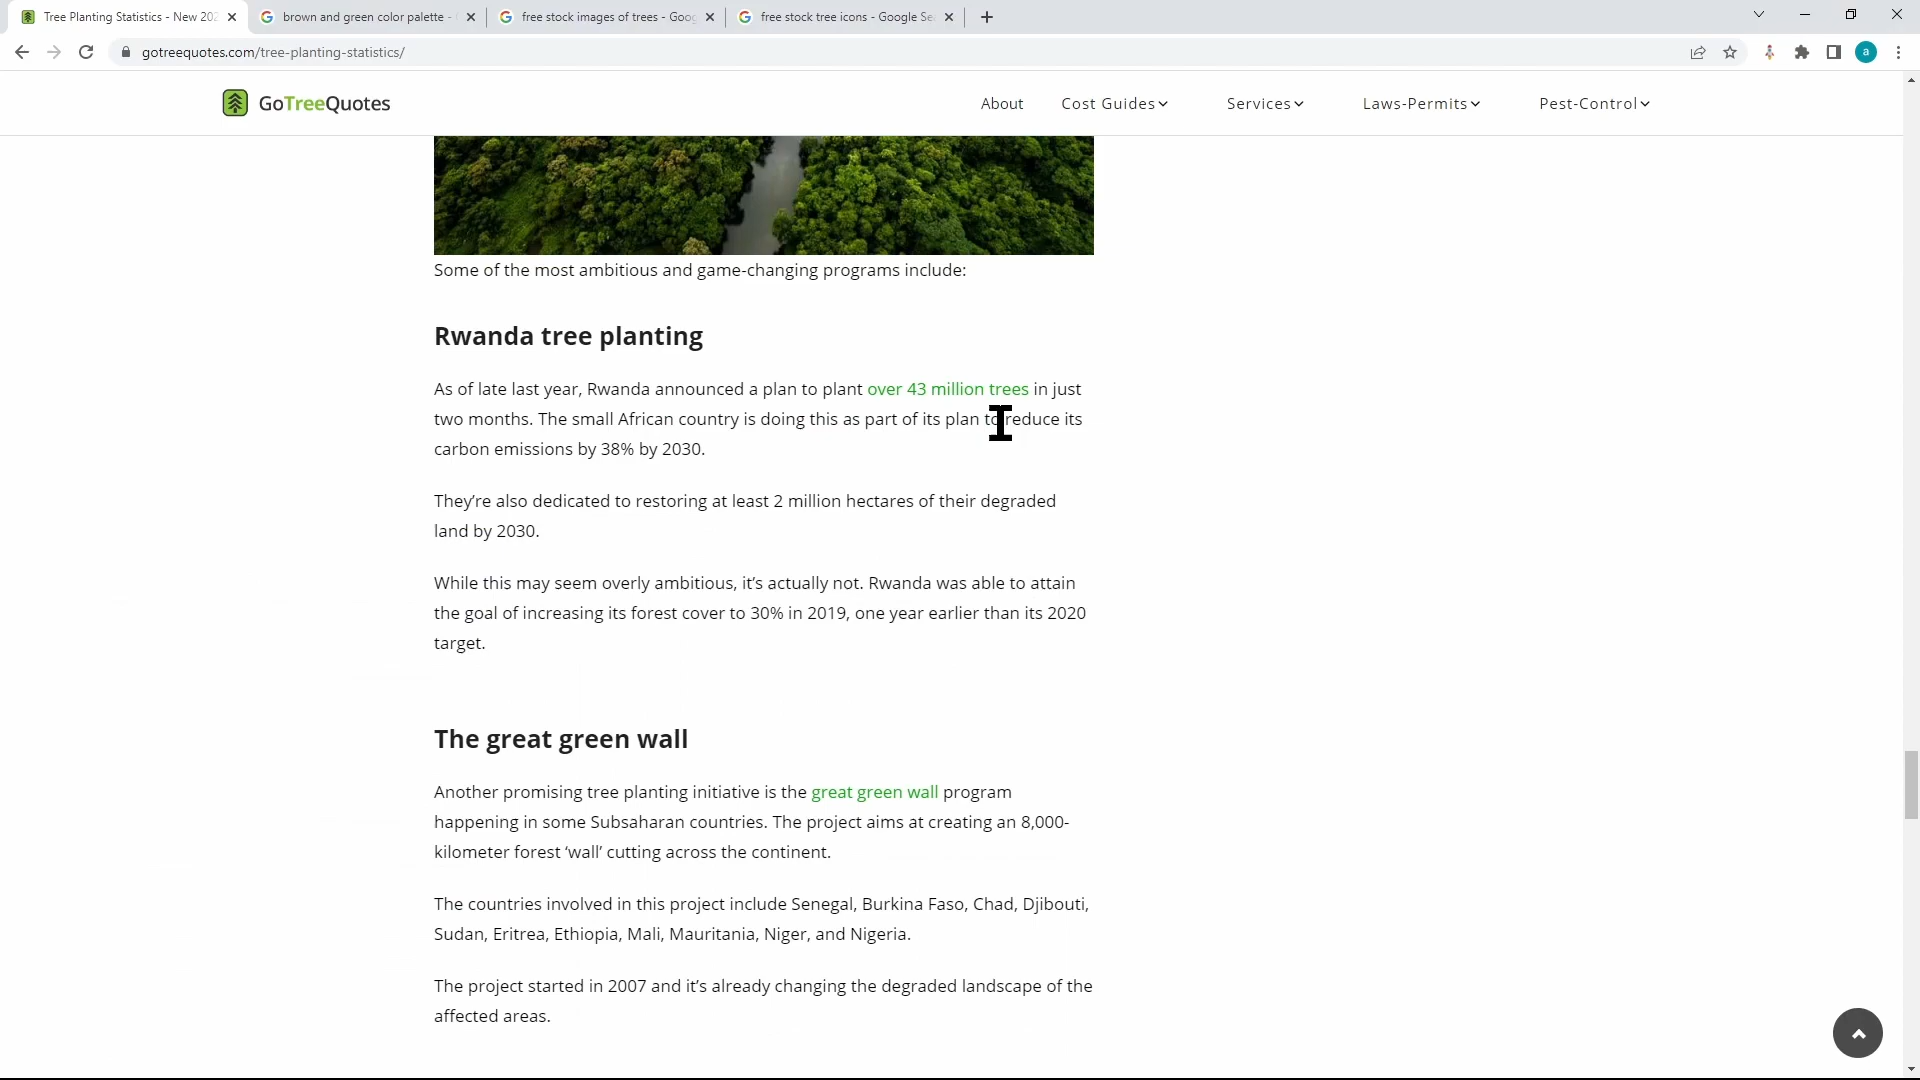 Tree Planting Statistics - New 202
brown and green color palette -
free stock images of trees - Goog
free stock tree icons - Google Se
gotreequotes.com/tree-planting-statistics/
a
GoTreeQuotes
About
Cost Guides
Services
Laws-Permits
Pest-Control
Some of the most ambitious and game-changing programs include:
Rwanda tree planting
As of late last year, Rwanda announced a plan to plant over 43 million trees in just
two months. The small African country is doing this as part of its plan to reduce its
carbon emissions by 38% by 2030.
They’re also dedicated to restoring at least 2 million hectares of their degraded
land by 2030.
While this may seem overly ambitious, it’s actually not. Rwanda was able to attain
the goal of increasing its forest cover to 30% in 2019, one year earlier than its 2020
target.
The great green wall
Another promising tree planting initiative is the great green wall program
happening in some Subsaharan countries. The project aims at creating an 8,000-
kilometer forest ‘wall’ cutting across the continent.
The countries involved in this project include Senegal, Burkina Faso, Chad, Djibouti,
Sudan, Eritrea, Ethiopia, Mali, Mauritania, Niger, and Nigeria.
The project started in 2007 and it’s already changing the degraded landscape of the
affected areas.